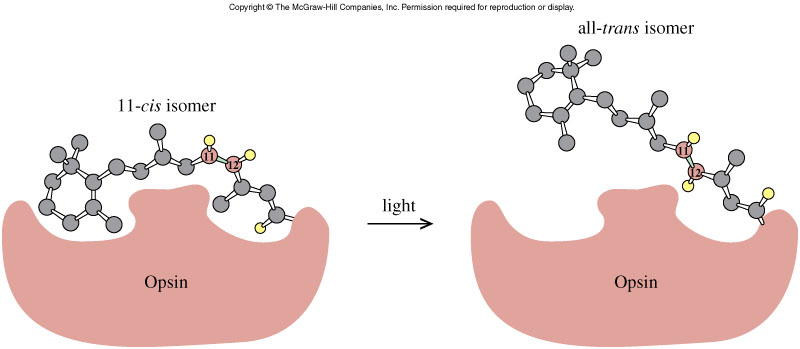 Copyright © The McGraw-Hill Companies, Inc. Permission required for reproduction or display.
all-trans isomer
11-cis isomer
11
12
11
12
light
Opsin
Opsin